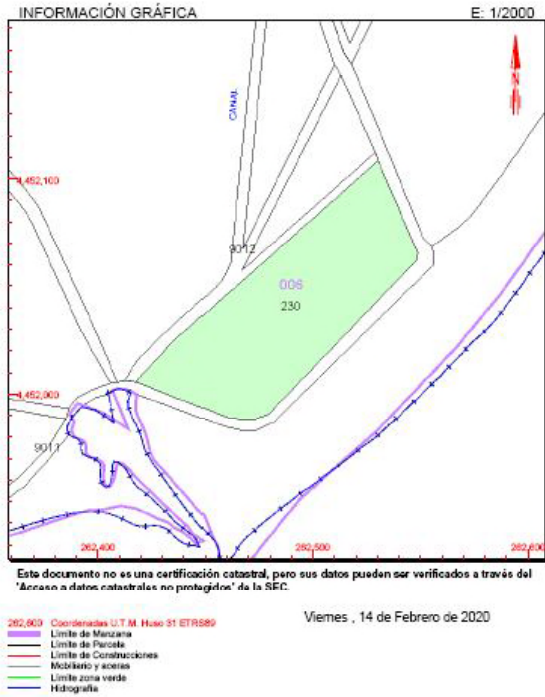 INFORMACIÓN GRÁFICA
E: 1/2000
CANAL
4,452,100
9012
006
230
4,452,000
9011
262,400
262,500
262,600
Este documento no es una certificación catastral, pero sus datos pueden ser verificados a través del
"Acceso a datos catastrales no protegidos" de la SEC.
262,600 Coordenadas U.T.M. Huso 31 ETRS89
Viernes , 14 de Febrero de 2020
Límite de Manzana
Límite de Parcela
Límite de Construcciones
Mobiliario y aceras
Límite zona verde
Hidrografía